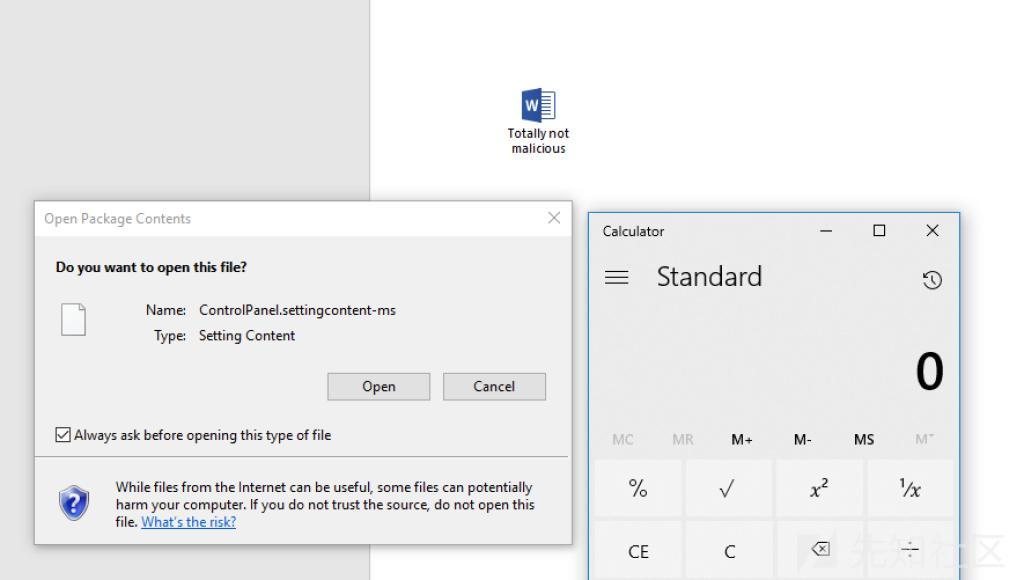 W
Totally not
malicious
Open Package Contents
Do you want to open this file?
Name: ControlPanel.settingcontent-ms
Type: Setting Content
Open Cancel
Always ask before opening this type of file
While files from the Internet can be useful, some files can potentially
harm your computer. If you do not trust the source, do not open this
file. What's the risk?
Calculator
Standard
0
MC MR M+ M- MS M˅
% √ x² ¹/x
CE C ÷
先知社区